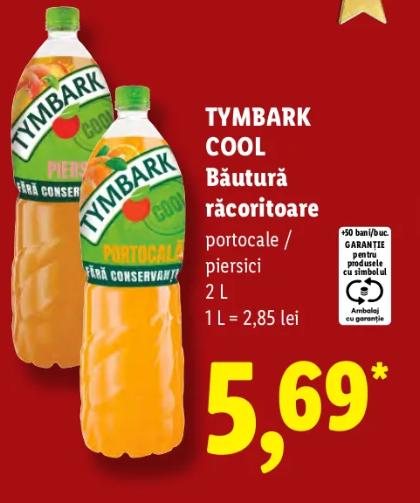 TYMBARK
COOL
PIERS
FĂRĂ CONSER
TYMBARK
COOL
PORTOCALĂ
FĂRĂ CONSERVANȚI
TYMBARK
COOL
Băutură
răcoritoare
portocale /
piersici
2 L
1 L = 2,85 lei
+50 bani/buc.
GARANȚIE
pentru
produsele
cu simbolul
Ambalaj
cu garanție
5,69*